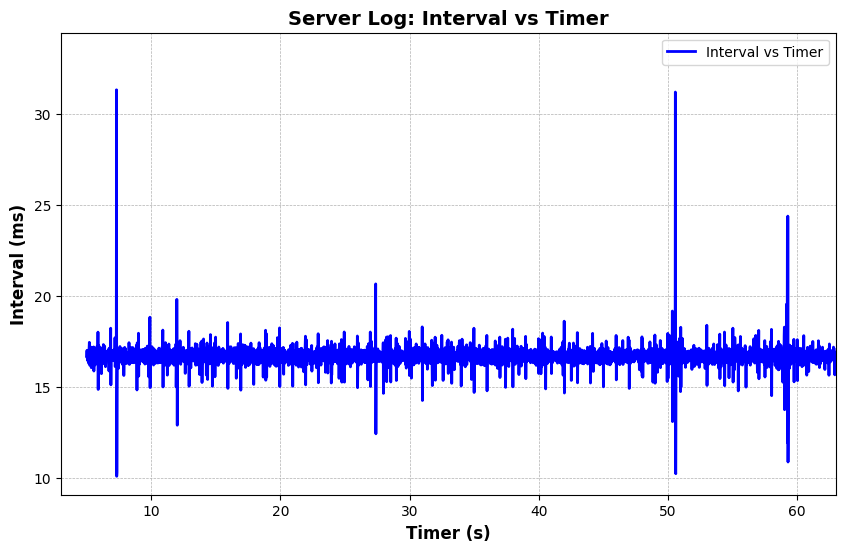 Server Log: Interval vs Timer
Interval vs Timer
30
25
20
15
10
Interval (ms)
10 20 30 40 50 60
Timer (s)